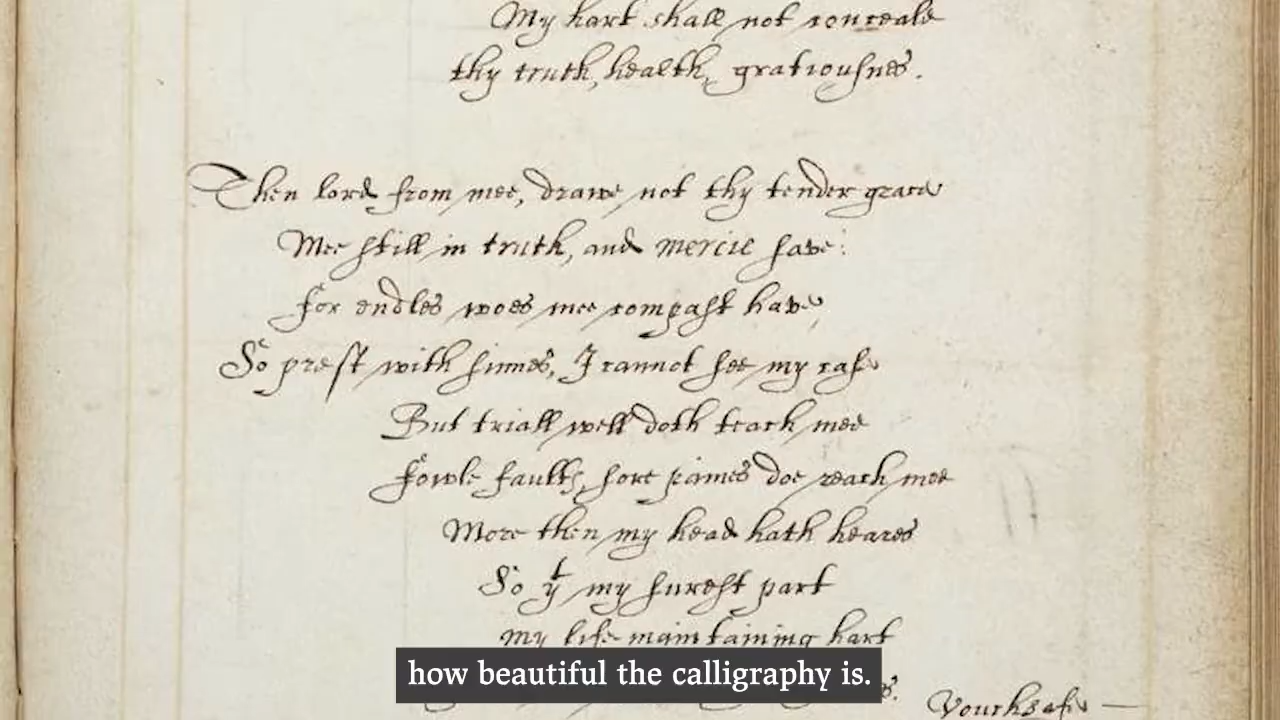 My hart shall not conceale
thy truth, health, gratiousnes.
Then lord from mee, drawe not thy tender grace
Mee still in truth, and mercie save:
For endles woes mee compast have,
So prest with sinnes, I cannot see my case
But triall well doth teach mee
Fowle faults, sore paines doe reach mee
More then my head hath heares
So yt my surest part
my life maintaining hart
how beautiful the calligraphy is.
Vouchsafe